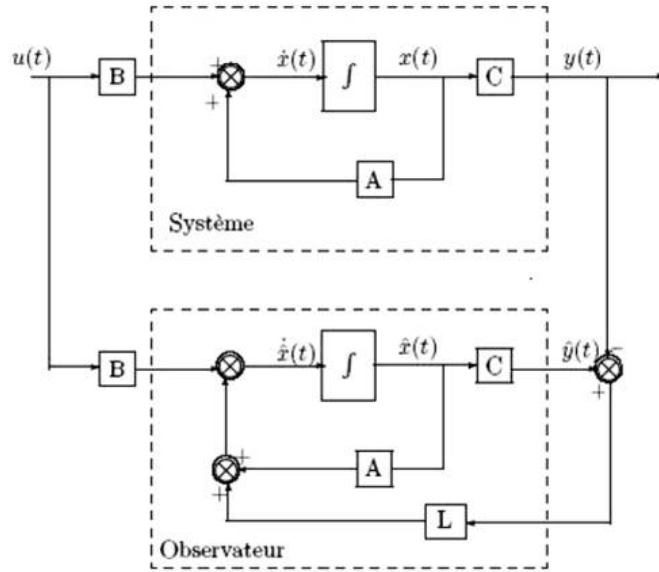 u(t)
B
+
+
ẋ(t)
∫
x(t)
C
y(t)
A
Système
B
x̂̇(t)
∫
x̂(t)
C
ŷ(t)
−
+
A
+
+
L
Observateur